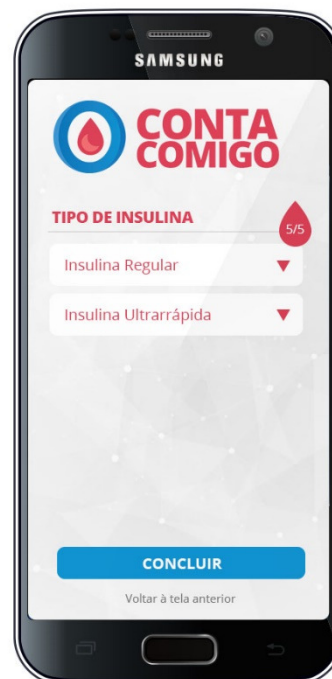 SAMSUNG
CONTA
COMIGO
TIPO DE INSULINA
5/5
Insulina Regular
Insulina Ultrarrápida
CONCLUIR
Voltar à tela anterior